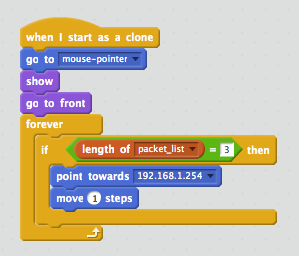 when I start as a clone
go to mouse-pointer
show
go to front
forever
if length of packet_list = 3 then
point towards 192.168.1.254
move 1 steps